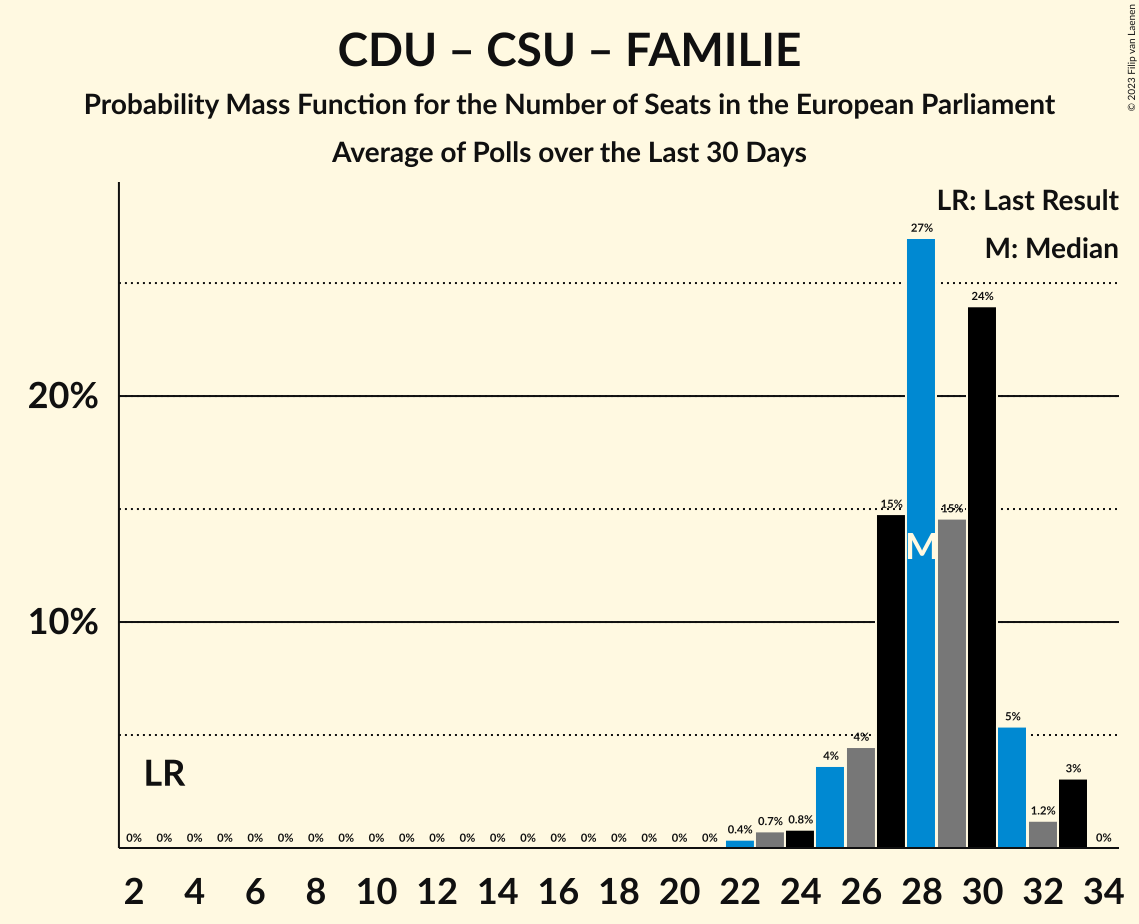 CDU – CSU – FAMILIE
Probability Mass Function for the Number of Seats in the European Parliament
Average of Polls over the Last 30 Days
© 2023 Filip van Laenen
LR: Last Result
M: Median
27%
24%
20%
15%
15%
M
10%
5%
4%
4%
3%
LR
1.2%
0% 0% 0% 0% 0% 0% 0% 0% 0% 0% 0% 0% 0% 0% 0% 0% 0% 0% 0% 0% 0.4% 0.7% 0.8% 0%
2 4 6 8 10 12 14 16 18 20 22 24 26 28 30 32 34